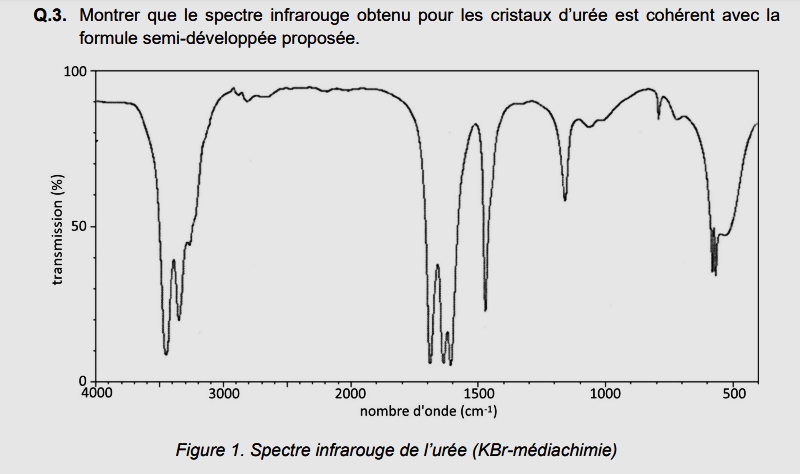 Q.3. Montrer que le spectre infrarouge obtenu pour les cristaux d’urée est cohérent avec la
formule semi-développée proposée.
100
50
0
transmission (%)
4000 3000 2000 1500 1000 500
nombre d'onde (cm-1)
Figure 1. Spectre infrarouge de l’urée (KBr-médiachimie)